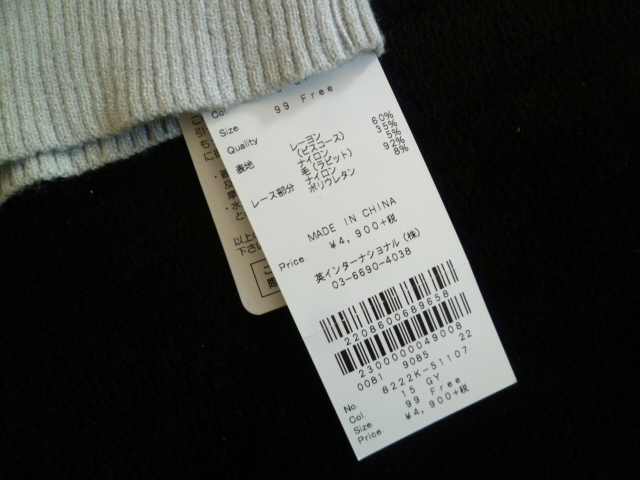 Co
Size. 99 Free
Quality
表地 レーヨン 60%
(ビスコース)
ナイロン 35%
毛(ラビット) 5%
レース部分 ナイロン 92%
ポリウレタン 8%
MADE IN CHINA
Price ¥4,900+税
英インターナショナル(株)
03-6690-4038
2208600689658
2300000049008
0081 9085 22
No 8222K-51107
Col. 15 GY
Size. 99 Free
Price. ¥4,900+税